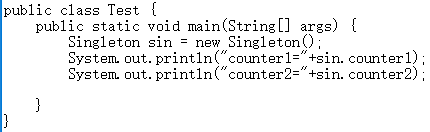 public class Test {
    public static void main(String[] args) {
        Singleton sin = new Singleton();
        System.out.println("counter1="+sin.counter1);
        System.out.println("counter2="+sin.counter2);
    }
}